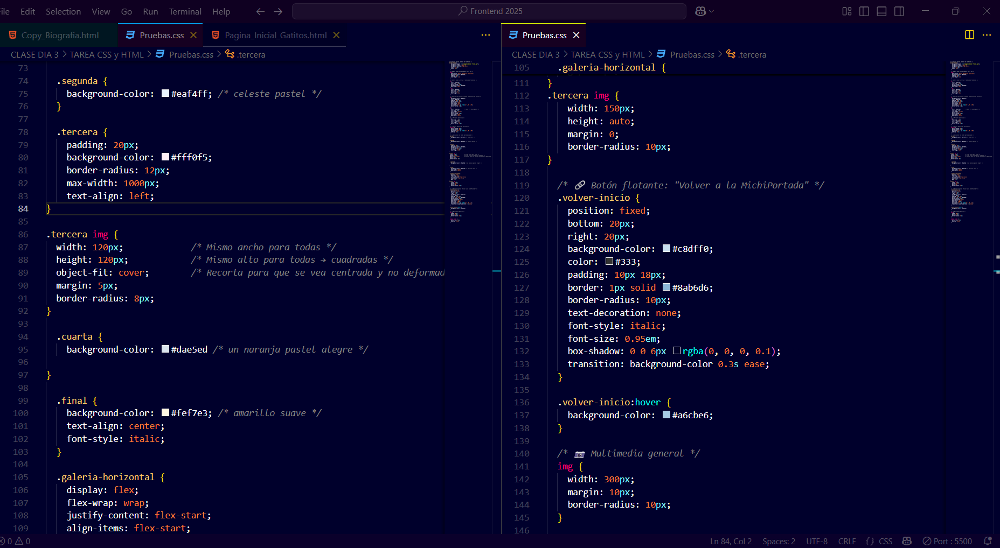 ile Edit Selection View Go Run Terminal Help
Frontend 2025
Copy_Biografia.html
Pruebas.css
Pagina_Inicial_Gatitos.html
CLASE DIA 3 > TAREA CSS y HTML > Pruebas.css > .tercera
73
74 .segunda {
75 background-color: #eaf4ff; /* celeste pastel */
76 }
77
78 .tercera {
79 padding: 20px;
80 background-color: #fff0f5;
81 border-radius: 12px;
82 max-width: 1000px;
83 text-align: left;
84 }
85
86 .tercera img {
87 width: 120px; /* Mismo ancho para todas */
88 height: 120px; /* Mismo alto para todas → cuadradas */
89 object-fit: cover; /* Recorta para que se vea centrada y no deformad
90 margin: 5px;
91 border-radius: 8px;
92 }
93
94 .cuarta {
95 background-color: #dae5ed /* un naranja pastel alegre */
96
97 }
98
99 .final {
100 background-color: #fef7e3; /* amarillo suave */
101 text-align: center;
102 font-style: italic;
103 }
104
105 .galeria-horizontal {
106 display: flex;
107 flex-wrap: wrap;
108 justify-content: flex-start;
109 align-items: flex-start;
Pruebas.css
CLASE DIA 3 > TAREA CSS y HTML > Pruebas.css > .tercera
105 .galeria-horizontal {
111 }
112 .tercera img {
113 width: 150px;
114 height: auto;
115 margin: 0;
116 border-radius: 10px;
117 }
118
119 /* 🔗 Botón flotante: "Volver a la MichiPortada" */
120 .volver-inicio {
121 position: fixed;
122 bottom: 20px;
123 right: 20px;
124 background-color: #c8dff0;
125 color: #333;
126 padding: 10px 18px;
127 border: 1px solid #8ab6d6;
128 border-radius: 10px;
129 text-decoration: none;
130 font-style: italic;
131 font-size: 0.95em;
132 box-shadow: 0 0 6px rgba(0, 0, 0, 0.1);
133 transition: background-color 0.3s ease;
134 }
135
136 .volver-inicio:hover {
137 background-color: #a6cbe6;
138 }
139
140 /* 📷 Multimedia general */
141 img {
142 width: 300px;
143 margin: 10px;
144 border-radius: 10px;
145 }
146
0 0
Ln 84, Col 2 Spaces: 2 UTF-8 CRLF {} CSS Port : 5500